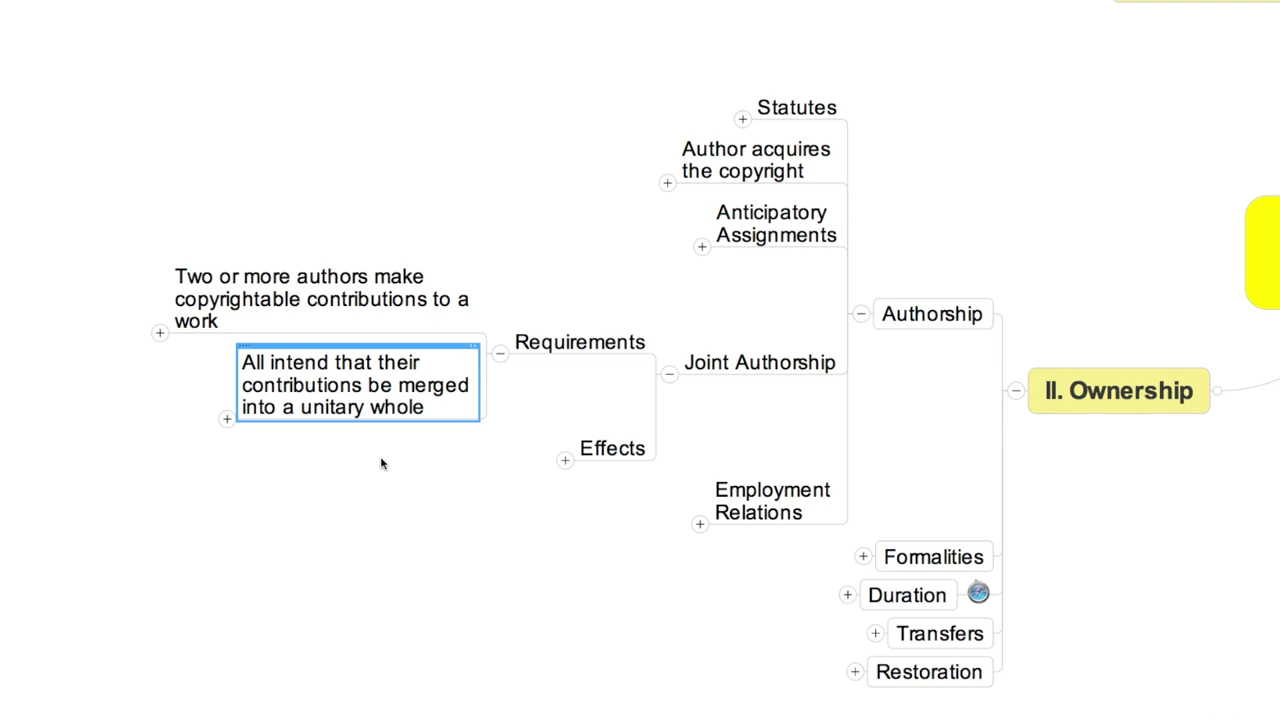 Statutes
Author acquires
the copyright
Anticipatory
Assignments
Two or more authors make
copyrightable contributions to a
work
Authorship
Requirements
All intend that their
contributions be merged
into a unitary whole
Joint Authorship
II. Ownership
Effects
Employment
Relations
Formalities
Duration
Transfers
Restoration